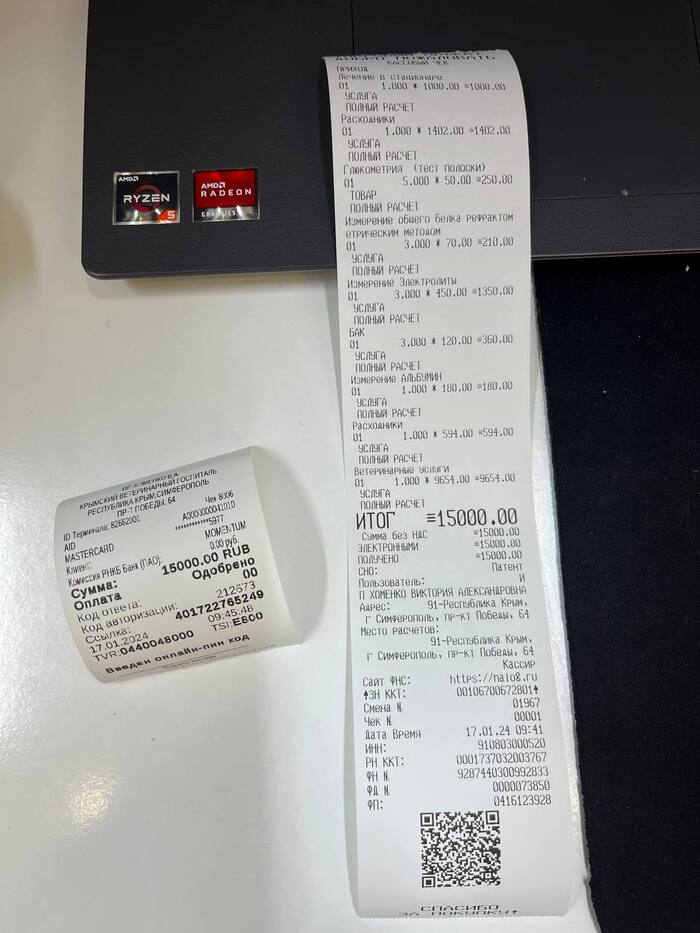 AMD
RYZEN
5
AMD
RADEON
GRAPHICS
ДОБРО ПОЖАЛОВАТЬ
КАССОВЫЙ ЧЕК
ПРИХОД
Лечение в стационаре
01 1.000 * 1000.00 =1000.00
УСЛУГА
ПОЛНЫЙ РАСЧЕТ
Расходники
01 1.000 * 1402.00 =1402.00
УСЛУГА
ПОЛНЫЙ РАСЧЕТ
Глюкометрия (тест полоски)
01 5.000 * 50.00 =250.00
ТОВАР
ПОЛНЫЙ РАСЧЕТ
Измерение общего белка рефрактом
етрическим методом
01 3.000 * 70.00 =210.00
УСЛУГА
ПОЛНЫЙ РАСЧЕТ
Измерение Электролиты
01 3.000 * 450.00 =1350.00
УСЛУГА
ПОЛНЫЙ РАСЧЕТ
БАК
01 3.000 * 120.00 =360.00
УСЛУГА
ПОЛНЫЙ РАСЧЕТ
Измерение АЛЬБУМИН
01 1.000 * 180.00 =180.00
УСЛУГА
ПОЛНЫЙ РАСЧЕТ
Расходники
01 1.000 * 594.00 =594.00
УСЛУГА
ПОЛНЫЙ РАСЧЕТ
Ветеринарные услуги
01 1.000 * 9654.00 =9654.00
УСЛУГА
ПОЛНЫЙ РАСЧЕТ
ИТОГ =15000.00
Сумма без НДС =15000.00
ЭЛЕКТРОННЫМИ =15000.00
ПОЛУЧЕНО =15000.00
СНО: Патент
Пользователь: И
П ХОМЕНКО ВИКТОРИЯ АЛЕКСАНДРОВНА
Адрес: 91-Республика Крым,
г Симферополь, пр-кт Победы, 64
Место расчетов:
91-Республика Крым,
г Симферополь, пр-кт Победы, 64
Кассир
Сайт ФНС: https://nalog.ru
ЗН ККТ: 00106700672801
Смена N 01967
Чек N 00001
Дата Время 17.01.24 09:41
ИНН: 910803000520
РН ККТ: 0001737032003767
ФН N 9287440300992833
ФД N 0000073850
ФП: 0416123928
СПАСИБО
ЗА ПОКУПКУ!
ИП ХОМЕНКО В.А.
КРЫМСКИЙ ВЕТЕРИНАРНЫЙ ГОСПИТАЛЬ
РЕСПУБЛИКА КРЫМ,СИМФЕРОПОЛЬ
ПР-Т ПОБЕДЫ, 64
ID Терминала: 82662001 Чек 8006
AID A0000000041010
MASTERCARD ************5977
Клиент: MOMENTUM
Комиссия РНКБ Банк (ПАО): 0.00 руб.
Сумма: 15000.00 RUB
Оплата Одобрено
Код ответа: 00
Код авторизации: 212673
Ссылка: 401722765249
17.01.2024 09:45:48
TVR:0440048000 TSI:E800
Введен онлайн-пин код